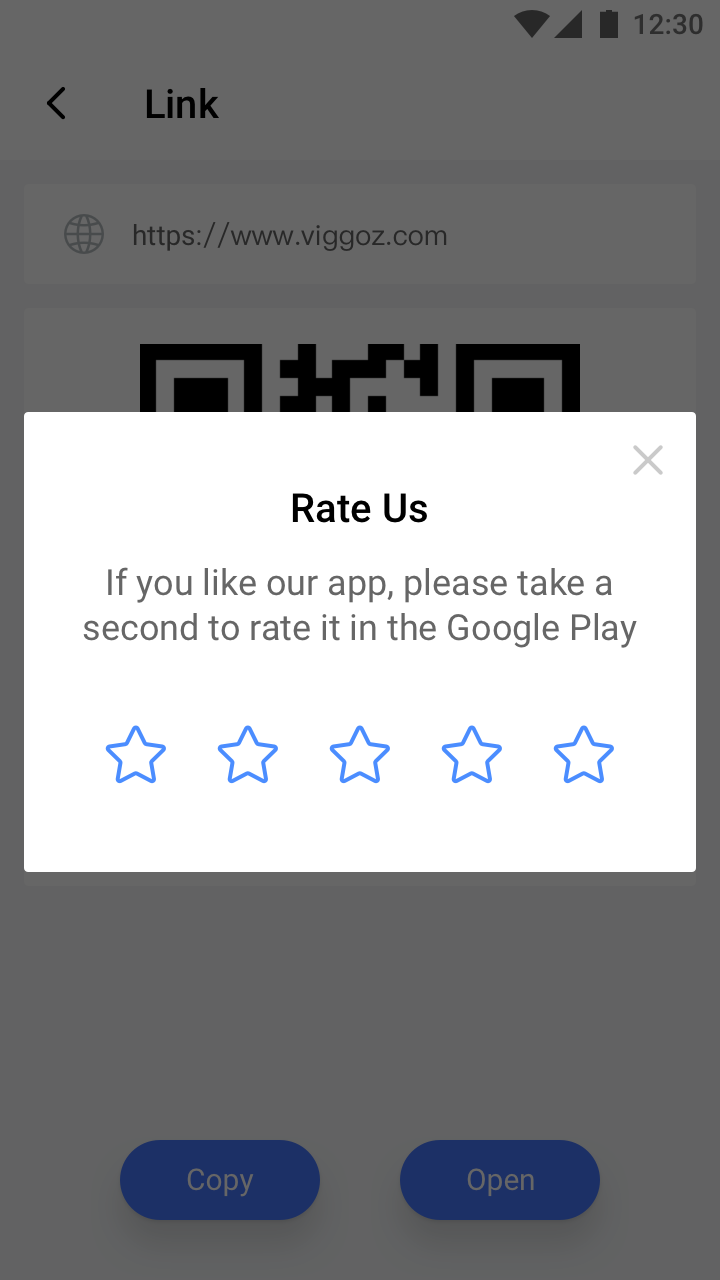 12:30
Link
https://www.viggoz.com
Rate Us
If you like our app, please take a
second to rate it in the Google Play
Copy
Open